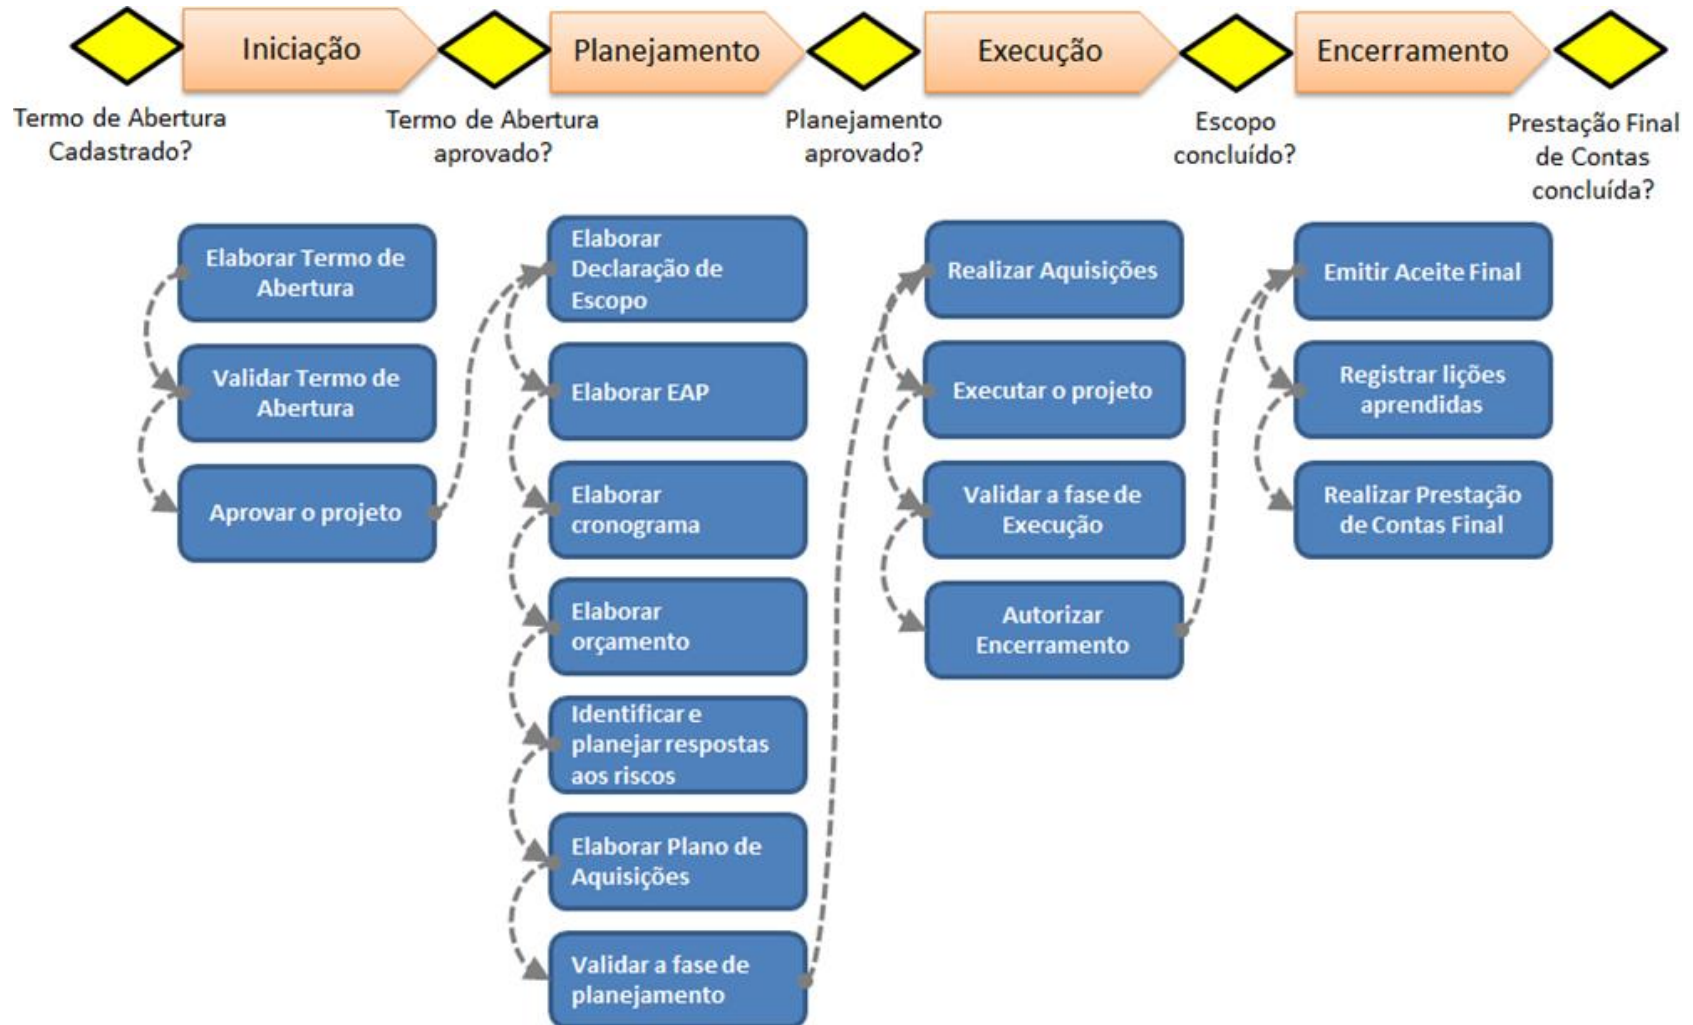 Iniciação
Planejamento
Execução
Encerramento
Termo de Abertura
Cadastrado?
Termo de Abertura
aprovado?
Planejamento
aprovado?
Escopo
concluído?
Prestação Final
de Contas
concluída?
Elaborar Termo de
Abertura
Validar Termo de
Abertura
Aprovar o projeto
Elaborar
Declaração de
Escopo
Elaborar EAP
Elaborar
cronograma
Elaborar
orçamento
Identificar e
planejar respostas
aos riscos
Elaborar Plano de
Aquisições
Validar a fase de
planejamento
Realizar Aquisições
Executar o projeto
Validar a fase de
Execução
Autorizar
Encerramento
Emitir Aceite Final
Registrar lições
aprendidas
Realizar Prestação
de Contas Final